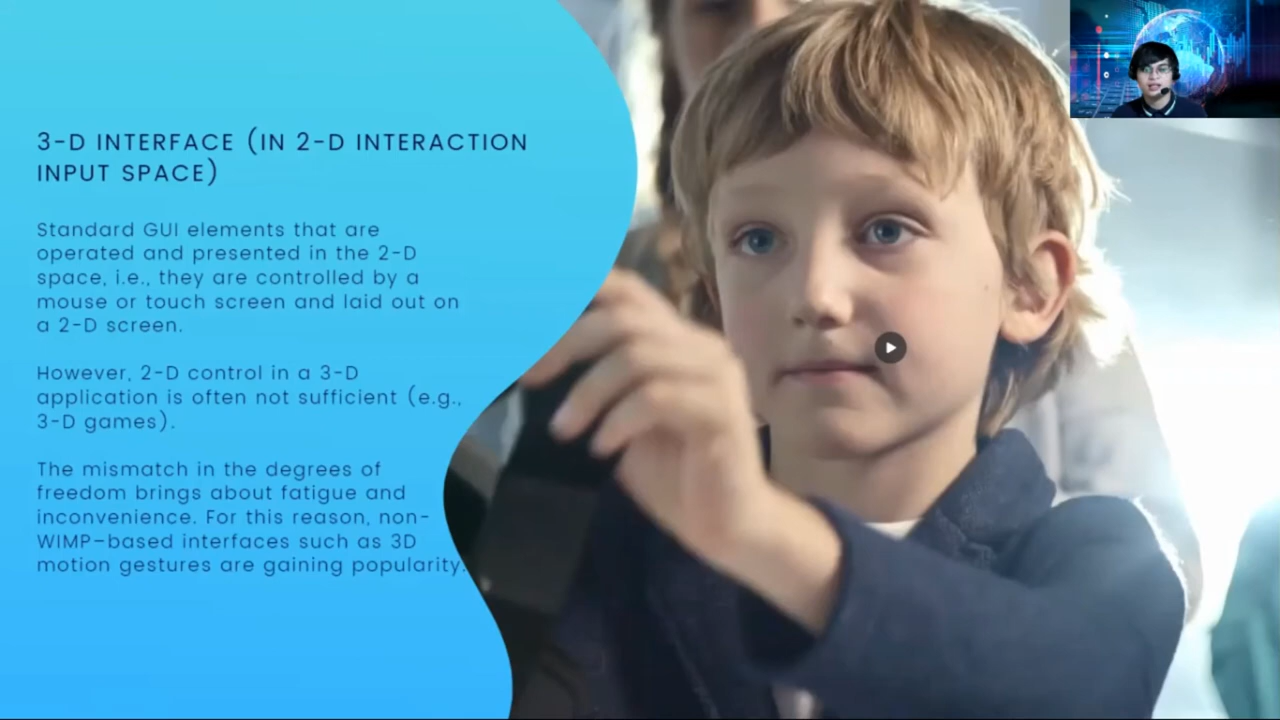 3-D INTERFACE (IN 2-D INTERACTION
INPUT SPACE)
Standard GUI elements that are
operated and presented in the 2-D
space, i.e., they are controlled by a
mouse or touch screen and laid out on
a 2-D screen.
However, 2-D control in a 3-D
application is often not sufficient (e.g.,
3-D games).
The mismatch in the degrees of
freedom brings about fatigue and
inconvenience. For this reason, non-
WIMP–based interfaces such as 3D
motion gestures are gaining popularity.